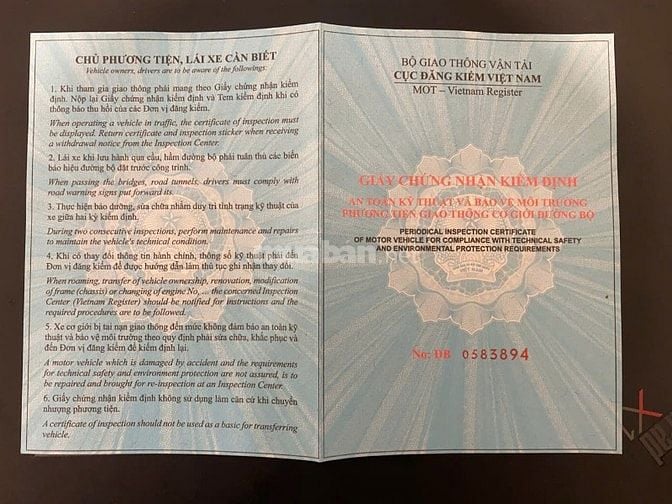 CHỦ PHƯƠNG TIỆN, LÁI XE CẦN BIẾT
Vehicle owners, drivers are to be aware of the followings:
1. Khi tham gia giao thông phải mang theo Giấy chứng nhận kiểm
định. Nộp lại Giấy chứng nhận kiểm định và Tem kiểm định khi có
thông báo thu hồi của các Đơn vị đăng kiểm.
When operating a vehicle in traffic, the certificate of inspection must
be displayed. Return certificate and inspection sticker when receiving
a withdrawal notice from the Inspection Center.
2. Lái xe khi lưu hành qua cầu, hầm đường bộ phải tuân thủ các biển
báo hiệu đường bộ đặt trước công trình.
When passing the bridges, road tunnels, drivers must comply with
road warning signs put forward its.
3. Thực hiện bảo dưỡng, sửa chữa nhằm duy trì tình trạng kỹ thuật của
xe giữa hai kỳ kiểm định.
During two consecutive inspections, perform maintenance and repairs
to maintain the vehicle's technical condition.
4. Khi có thay đổi thông tin hành chính, thông số kỹ thuật phải đến
Đơn vị đăng kiểm để được hướng dẫn làm thủ tục ghi nhận thay đổi.
When roaming, transfer of vehicle ownership, renovation, modification
of frame (chassis) or changing of engine No, ... the concerned Inspection
Center (Vietnam Register) should be notified for instructions and the
required procedures are to be followed.
5. Xe cơ giới bị tai nạn giao thông đến mức không đảm bảo an toàn kỹ
thuật và bảo vệ môi trường theo quy định phải sửa chữa, khắc phục và
đến Đơn vị đăng kiểm để kiểm định lại.
A motor vehicle which is damaged by accident and the requirements
for technical safety and environment protection are not assured, is to
be repaired and brought for re-inspection at an Inspection Center.
6. Giấy chứng nhận kiểm định không sử dụng làm căn cứ khi chuyển
nhượng phương tiện.
A certificate of inspection should not be used as a basis for transferring
vehicle.
BỘ GIAO THÔNG VẬN TẢI
CỤC ĐĂNG KIỂM VIỆT NAM
MOT – Vietnam Register
GIẤY CHỨNG NHẬN KIỂM ĐỊNH
AN TOÀN KỸ THUẬT VÀ BẢO VỆ MÔI TRƯỜNG
PHƯƠNG TIỆN GIAO THÔNG CƠ GIỚI ĐƯỜNG BỘ
PERIODICAL INSPECTION CERTIFICATE
OF MOTOR VEHICLE FOR COMPLIANCE WITH TECHNICAL SAFETY
AND ENVIRONMENTAL PROTECTION REQUIREMENTS
VIỆT NAM
No: DB 0583894